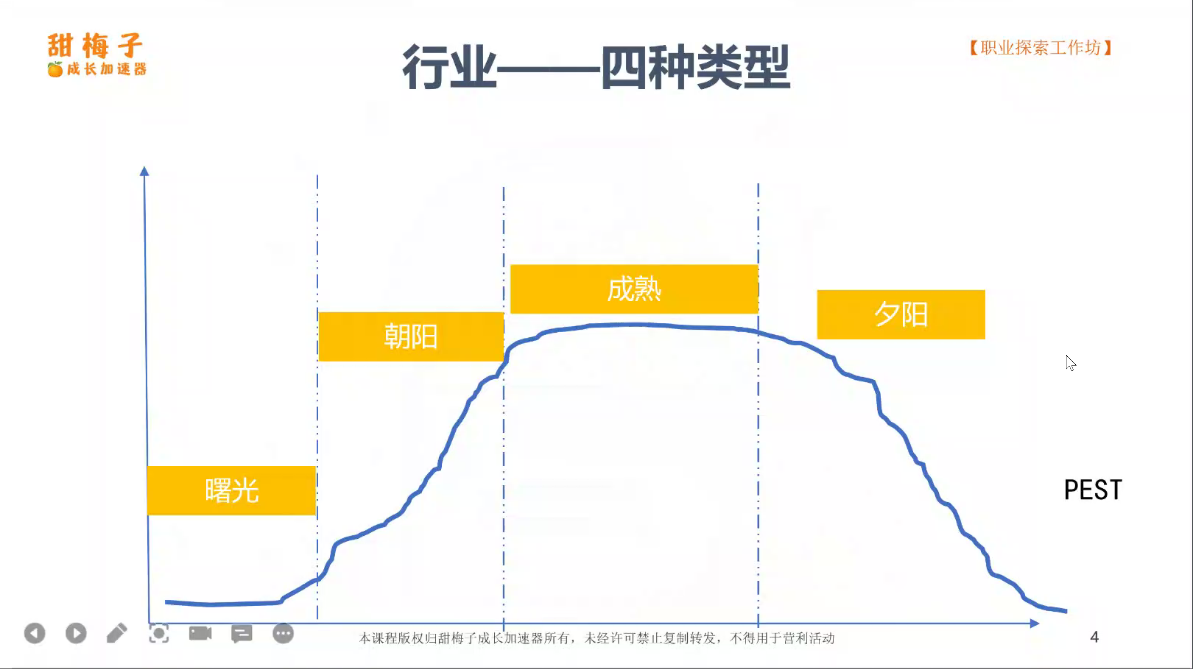 甜梅子
成长加速器
行业——四种类型
【职业探索工作坊】
成熟
夕阳
朝阳
曙光
PEST
本课程版权归甜梅子成长加速器所有，未经许可禁止复制转发，不得用于营利活动
4